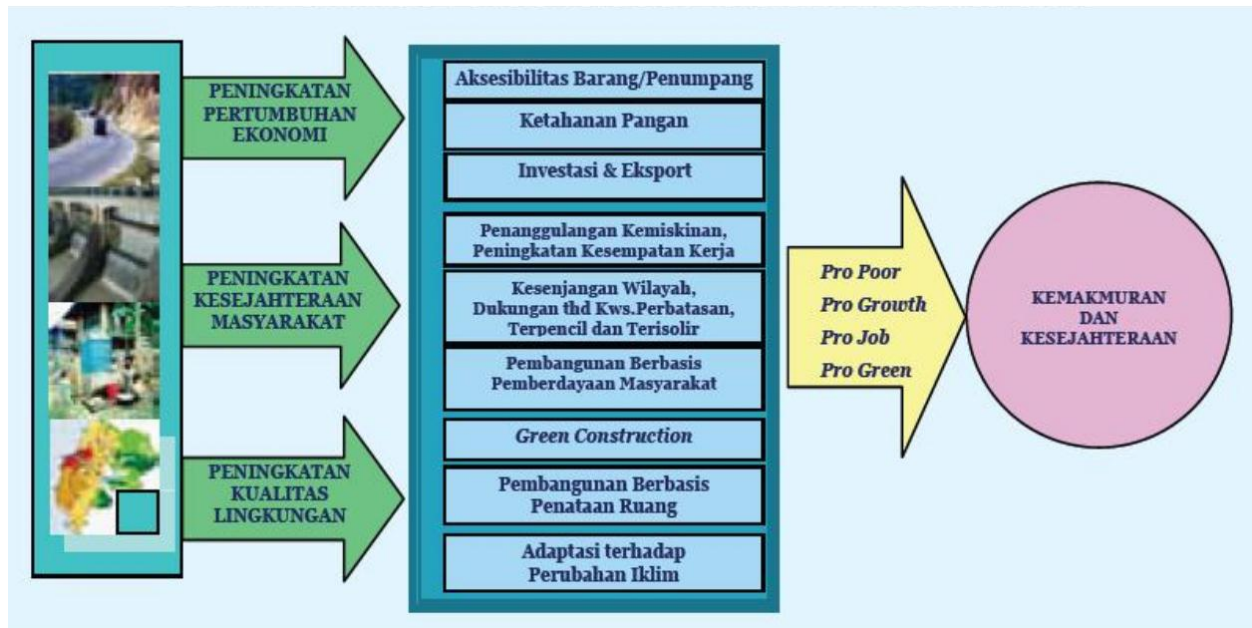 PENINGKATAN
PERTUMBUHAN
EKONOMI
PENINGKATAN
KESEJAHTERAAN
MASYARAKAT
PENINGKATAN
KUALITAS
LINGKUNGAN
Aksesibilitas Barang/Penumpang
Ketahanan Pangan
Investasi & Eksport
Penanggulangan Kemiskinan,
Peningkatan Kesempatan Kerja
Kesenjangan Wilayah,
Dukungan thd Kws.Perbatasan,
Terpencil dan Terisolir
Pembangunan Berbasis
Pemberdayaan Masyarakat
Green Construction
Pembangunan Berbasis
Penataan Ruang
Adaptasi terhadap
Perubahan Iklim
Pro Poor
Pro Growth
Pro Job
Pro Green
KEMAKMURAN
DAN
KESEJAHTERAAN